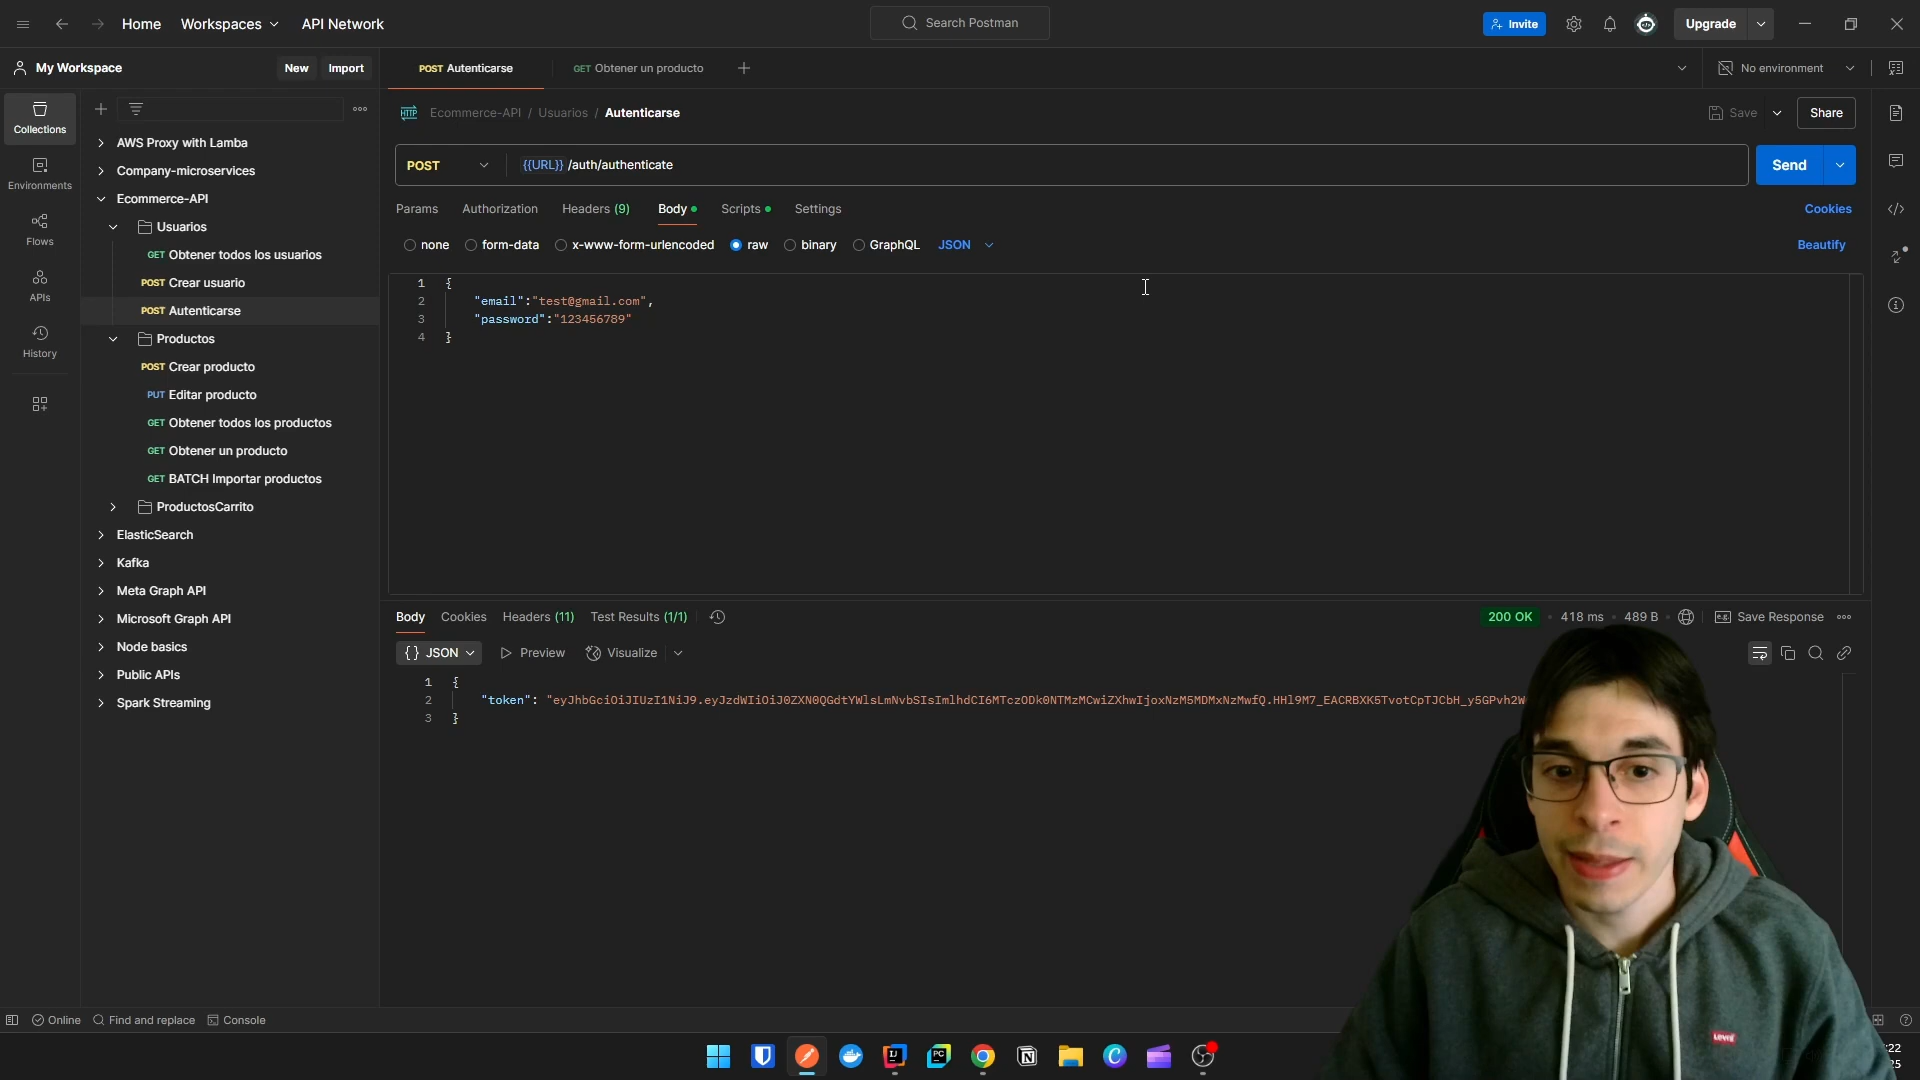 Home Workspaces API Network
Search Postman
Invite
Upgrade
My Workspace
New Import
POST Autenticarse
GET Obtener un producto
No environment
Collections
Environments
Flows
APIs
History
AWS Proxy with Lamba
Company-microservices
Ecommerce-API
Usuarios
GET Obtener todos los usuarios
POST Crear usuario
POST Autenticarse
Productos
POST Crear producto
PUT Editar producto
GET Obtener todos los productos
GET Obtener un producto
GET BATCH Importar productos
ProductosCarrito
ElasticSearch
Kafka
Meta Graph API
Microsoft Graph API
Node basics
Public APIs
Spark Streaming
HTTP Ecommerce-API / Usuarios / Autenticarse
Save
Share
POST
{{URL}} /auth/authenticate
Send
Params Authorization Headers (9) Body Scripts Settings
Cookies
none form-data x-www-form-urlencoded raw binary GraphQL JSON
Beautify
1 {
2 "email":"test@gmail.com",
3 "password":"123456789"
4 }
Body Cookies Headers (11) Test Results (1/1)
200 OK • 418 ms • 489 B
e.g. Save Response
{} JSON Preview Visualize
1 {
2 "token": "eyJhbGciOiJIUzI1NiJ9.eyJzdWIiOiJ0ZXN0QGdtYWlsLmNvbSIsImlhdCI6MTczODk0NTMzMCwiZXhwIjoxNzM5MDMxNzMwfQ.HHl9M7_EACRBXK5TvotCpTJCbH_y5GPvh2W
3 }
Online Find and replace Console
IJ
PC
:22
25
Levi's